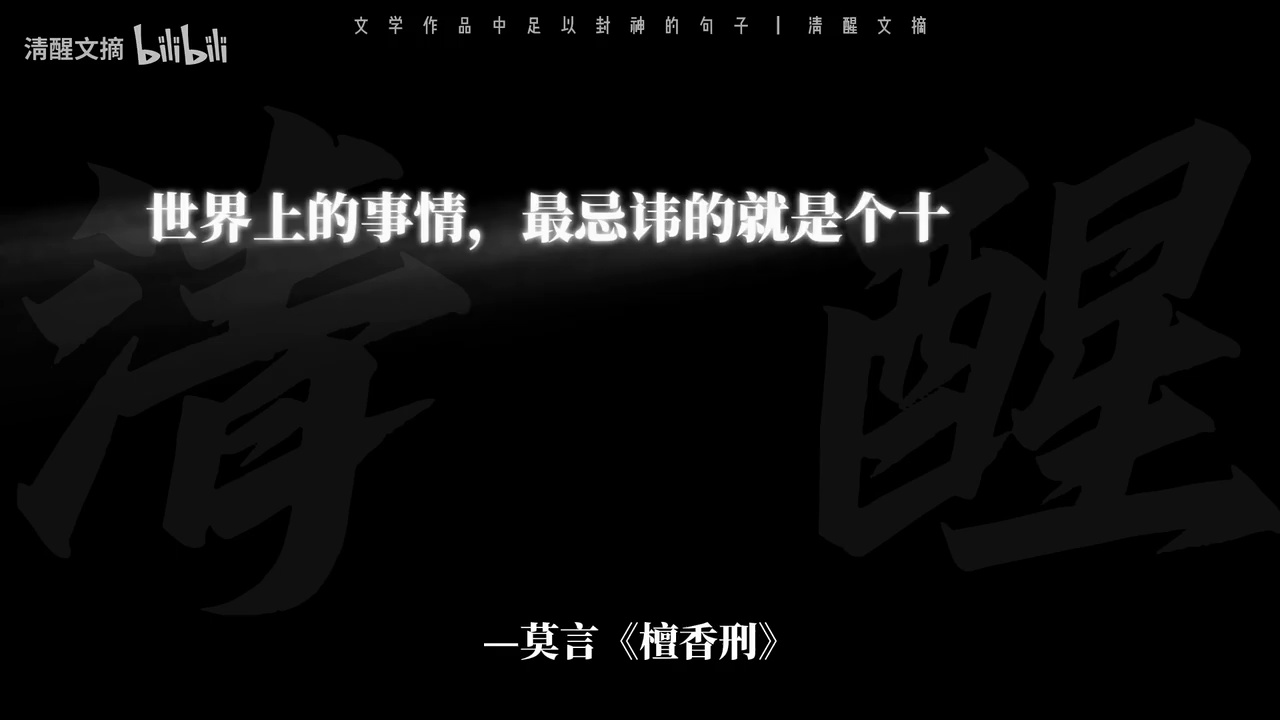 文学作品中足以封神的句子 | 清醒文摘
清醒文摘 bilibili
清醒
世界上的事情，最忌讳的就是个十
—莫言《檀香刑》